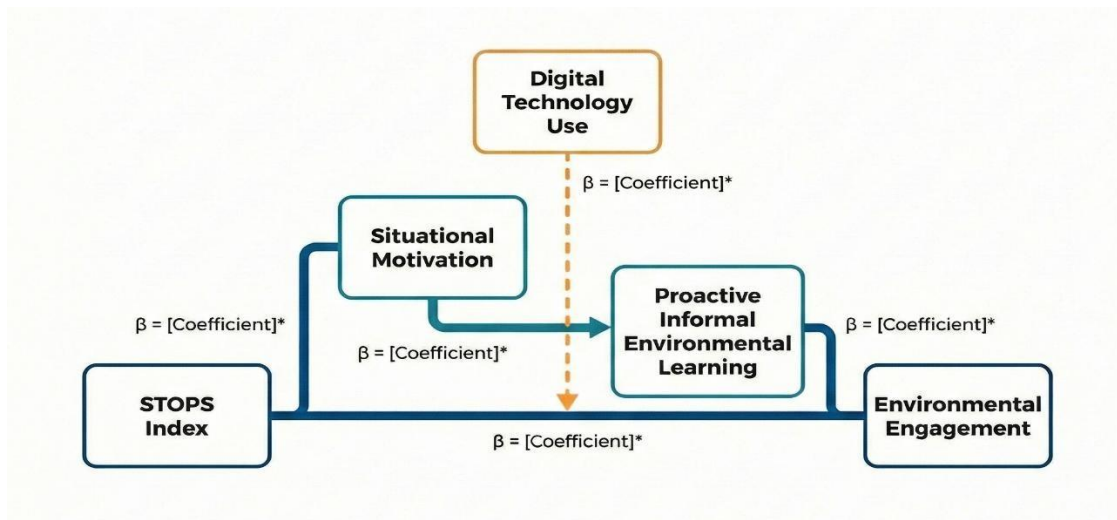 Digital
Technology
Use
β = [Coefficient]*
Situational
Motivation
Proactive
Informal
Environmental
Learning
β = [Coefficient]*
β = [Coefficient]*
β = [Coefficient]*
STOPS
Index
Environmental
Engagement
β = [Coefficient]*